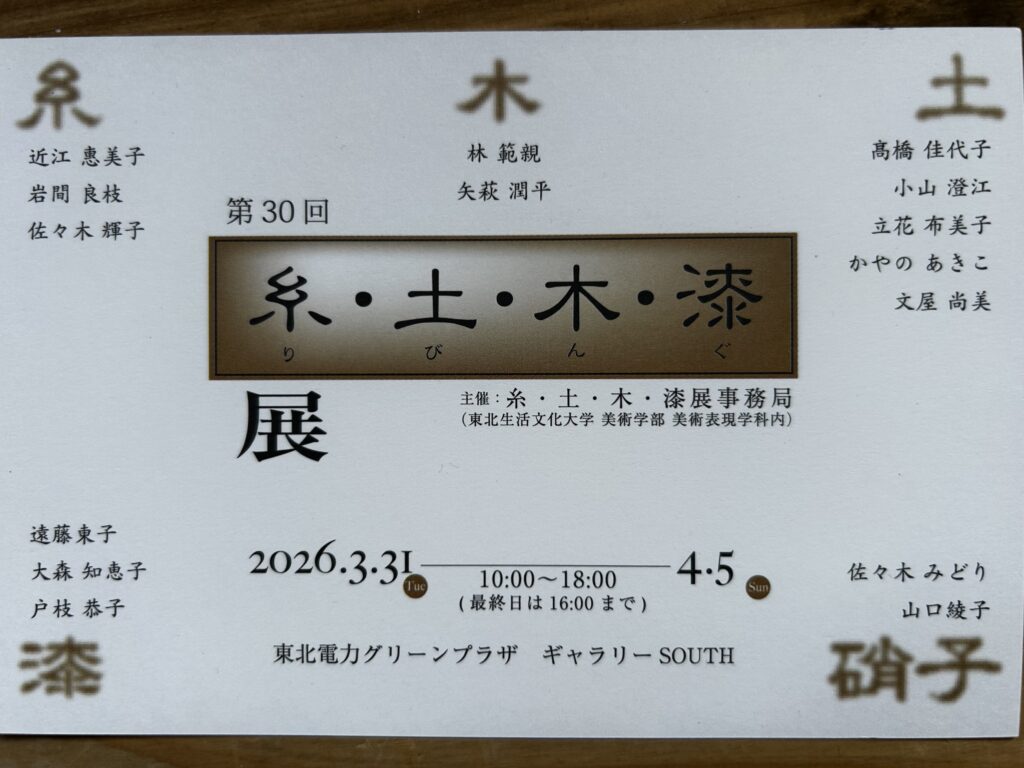 糸
近江 惠美子
岩間 良枝
佐々木 輝子
木
林 範親
矢萩 潤平
土
髙橋 佳代子
小山 澄江
立花 布美子
かやの あきこ
文屋 尚美
第30回
糸・土・木・漆
り び ん ぐ
展
主催：糸・土・木・漆展事務局
（東北生活文化大学 美術学部 美術表現学科内）
遠藤東子
大森 知恵子
戸枝 恭子
漆
2026.3.31 Tue 4.5 Sun
10:00〜18:00
(最終日は16:00まで)
東北電力グリーンプラザ ギャラリーSOUTH
佐々木 みどり
山口綾子
硝子